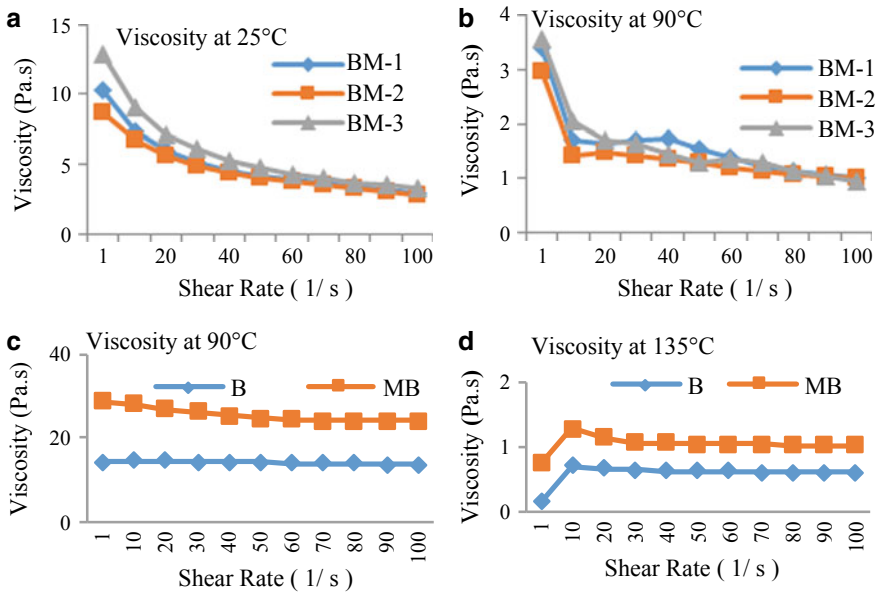 a
Viscosity at 25°C
Viscosity (Pa.s)
15
10
5
0
BM-1
BM-2
BM-3
1 20 40 60 80 100
Shear Rate ( 1/ s )
b
Viscosity at 90°C
Viscosity (Pa.s)
4
3
2
1
0
BM-1
BM-2
BM-3
1 20 40 60 80 100
Shear Rate ( 1/ s )
c
Viscosity at 90°C
Viscosity (Pa.s)
40
20
0
B MB
1 10 20 30 40 50 60 70 80 90 100
Shear Rate ( 1/ s )
d
Viscosity at 135°C
Viscosity (Pa.s)
2
1
0
B MB
1 10 20 30 40 50 60 70 80 90 100
Shear Rate ( 1/ s )